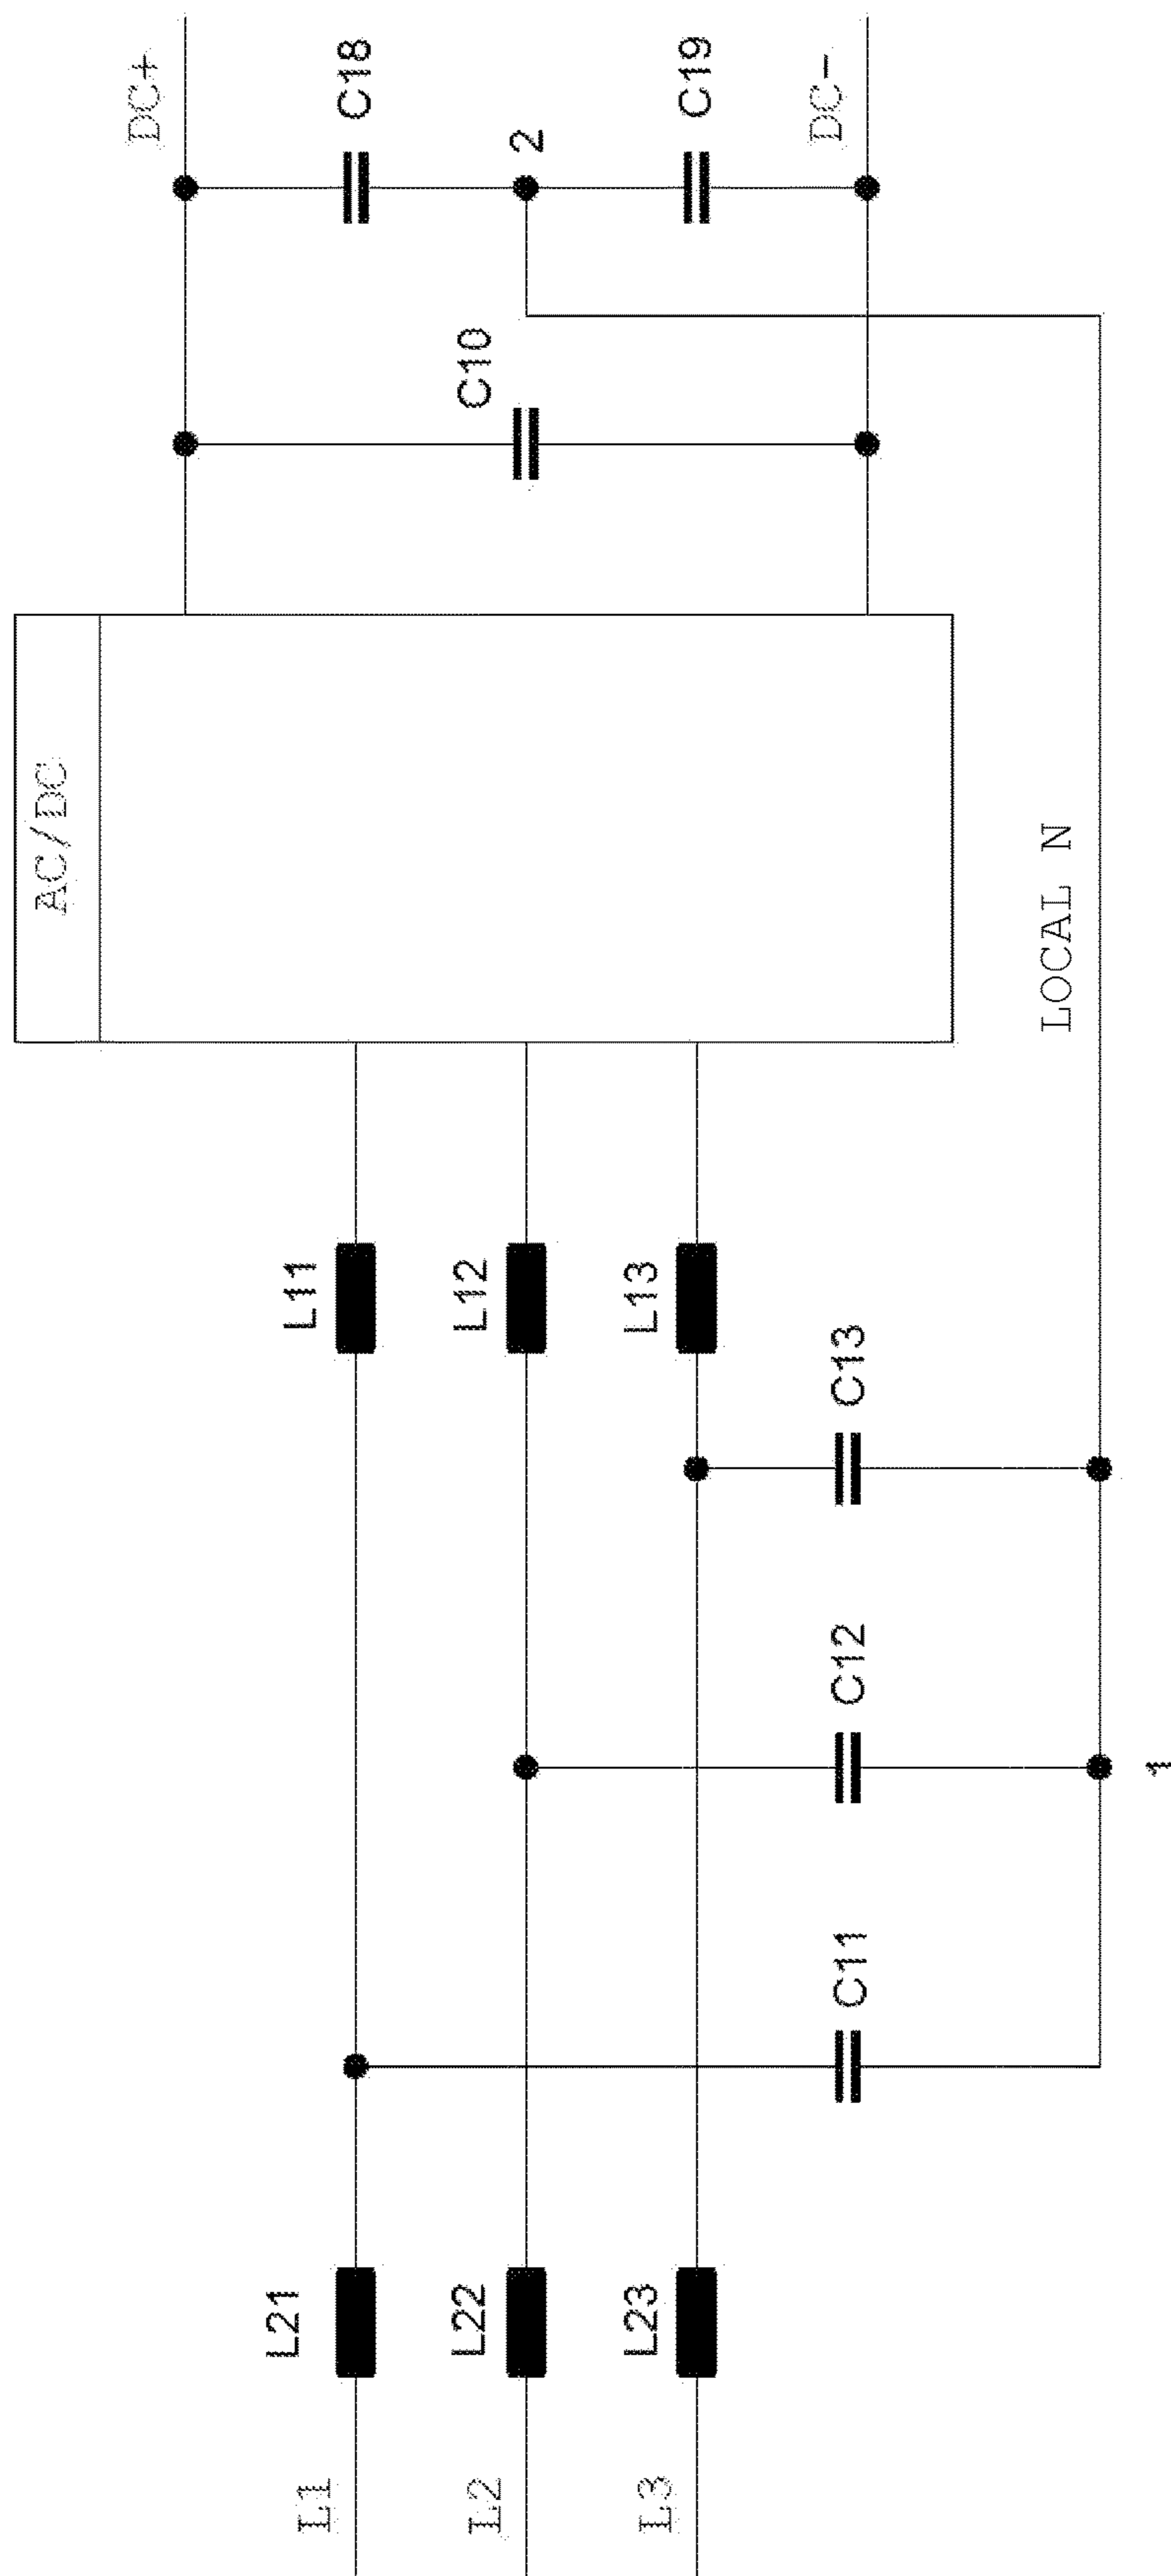 L1
L2
L3
L21
L22
L23
C11
C12
C13
1
L11
L12
L13
AC/DC
LOCAL N
C10
DC+
C18
2
C19
DC-